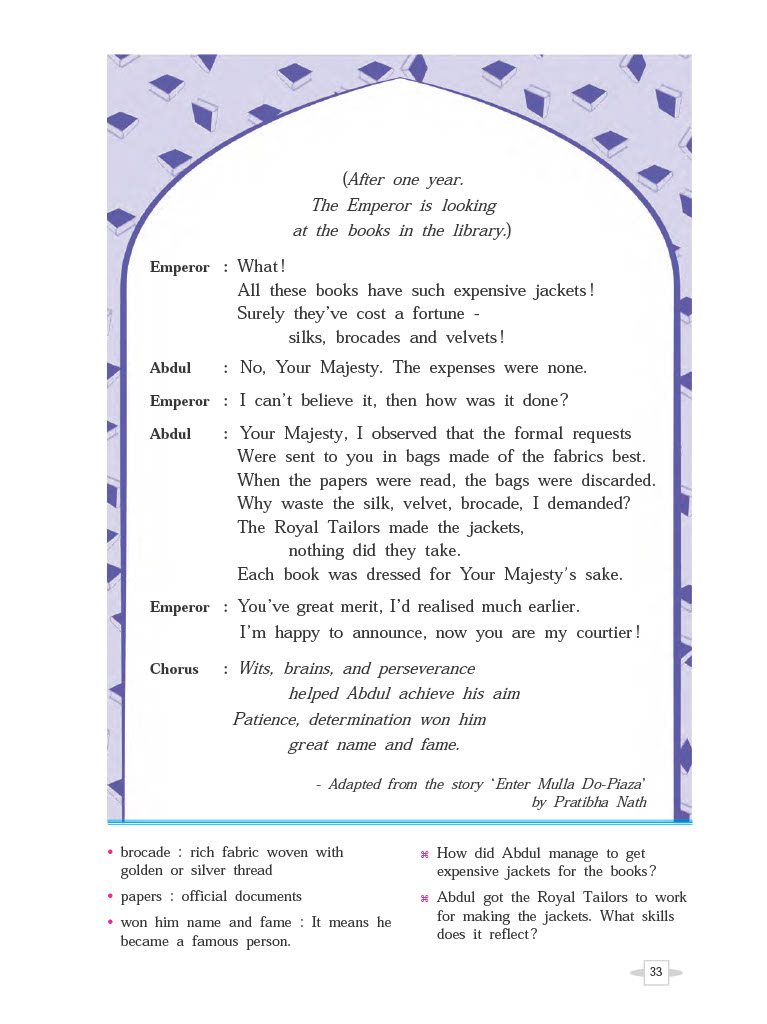 (After one year.
The Emperor is looking
at the books in the library.)
Emperor : What!
All these books have such expensive jackets!
Surely they've cost a fortune -
silks, brocades and velvets!
Abdul : No, Your Majesty. The expenses were none.
Emperor : I can't believe it, then how was it done?
Abdul : Your Majesty, I observed that the formal requests
Were sent to you in bags made of the fabrics best.
When the papers were read, the bags were discarded.
Why waste the silk, velvet, brocade, I demanded?
The Royal Tailors made the jackets,
nothing did they take.
Each book was dressed for Your Majesty's sake.
Emperor : You've great merit, I'd realised much earlier.
I'm happy to announce, now you are my courtier!
Chorus : Wits, brains, and perseverance
helped Abdul achieve his aim
Patience, determination won him
great name and fame.
- Adapted from the story 'Enter Mulla Do-Piaza'
by Pratibha Nath
• brocade : rich fabric woven with
golden or silver thread
• papers : official documents
• won him name and fame : It means he
became a famous person.
⌘ How did Abdul manage to get
expensive jackets for the books?
⌘ Abdul got the Royal Tailors to work
for making the jackets. What skills
does it reflect?
33